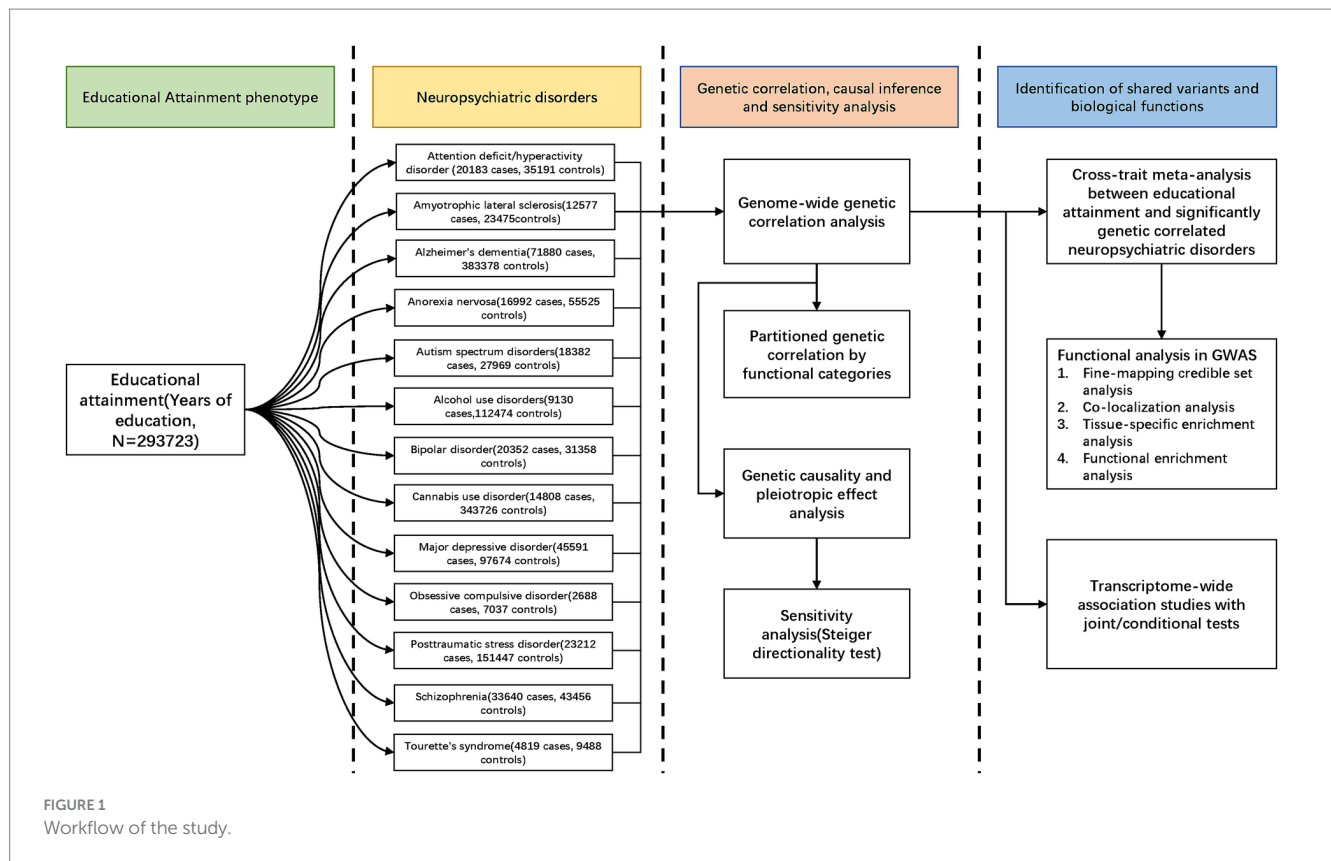 Educational Attainment phenotype
Neuropsychiatric disorders
Genetic correlation, causal inference
and sensitivity analysis
Identification of shared variants and
biological functions
Educational
attainment(Years of
education,
N=293723)
Attention deficit/hyperactivity
disorder (20183 cases, 35191 controls)
Amyotrophic lateral sclerosis(12577
cases, 23475controls)
Alzheimer's dementia(71880 cases,
383378 controls)
Anorexia nervosa(16992 cases, 55525
controls)
Autism spectrum disorders(18382
cases, 27969 controls)
Alcohol use disorders(9130
cases,112474 controls)
Bipolar disorder(20352 cases, 31358
controls)
Cannabis use disorder(14808 cases,
343726 controls)
Major depressive disorder(45591
cases, 97674 controls)
Obsessive compulsive disorder(2688
cases, 7037 controls)
Posttraumatic stress disorder(23212
cases, 151447 controls)
Schizophrenia(33640 cases, 43456
controls)
Tourette's syndrome(4819 cases, 9488
controls)
Genome-wide genetic
correlation analysis
Partitioned genetic
correlation by
functional categories
Genetic causality and
pleiotropic effect
analysis
Sensitivity
analysis(Steiger
directionality test)
Cross-trait meta-analysis
between educational
attainment and significantly
genetic correlated
neuropsychiatric disorders
Functional analysis in GWAS
1. Fine-mapping credible set
analysis
2. Co-localization analysis
3. Tissue-specific enrichment
analysis
4. Functional enrichment
analysis
Transcriptome-wide
association studies with
joint/conditional tests
FIGURE 1
Workflow of the study.